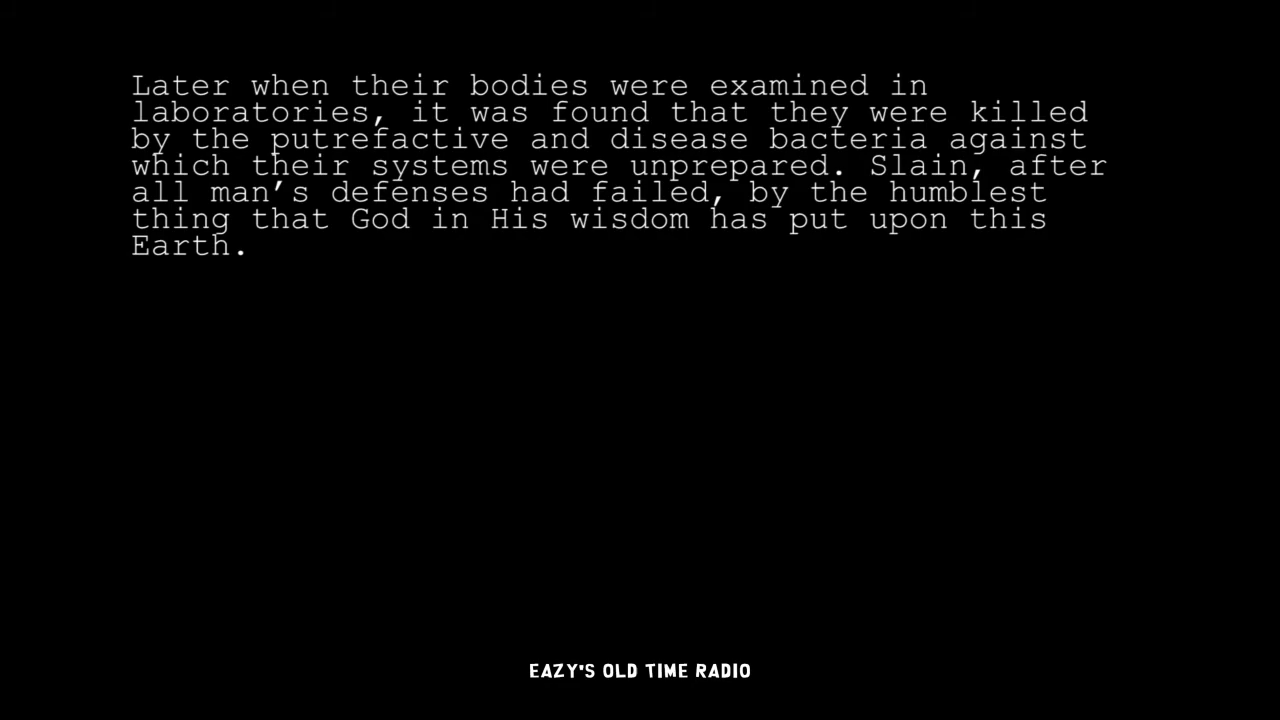 Later when their bodies were examined in
laboratories, it was found that they were killed
by the putrefactive and disease bacteria against
which their systems were unprepared. Slain, after
all man’s defenses had failed, by the humblest
thing that God in His wisdom has put upon this
Earth.
EAZY'S OLD TIME RADIO